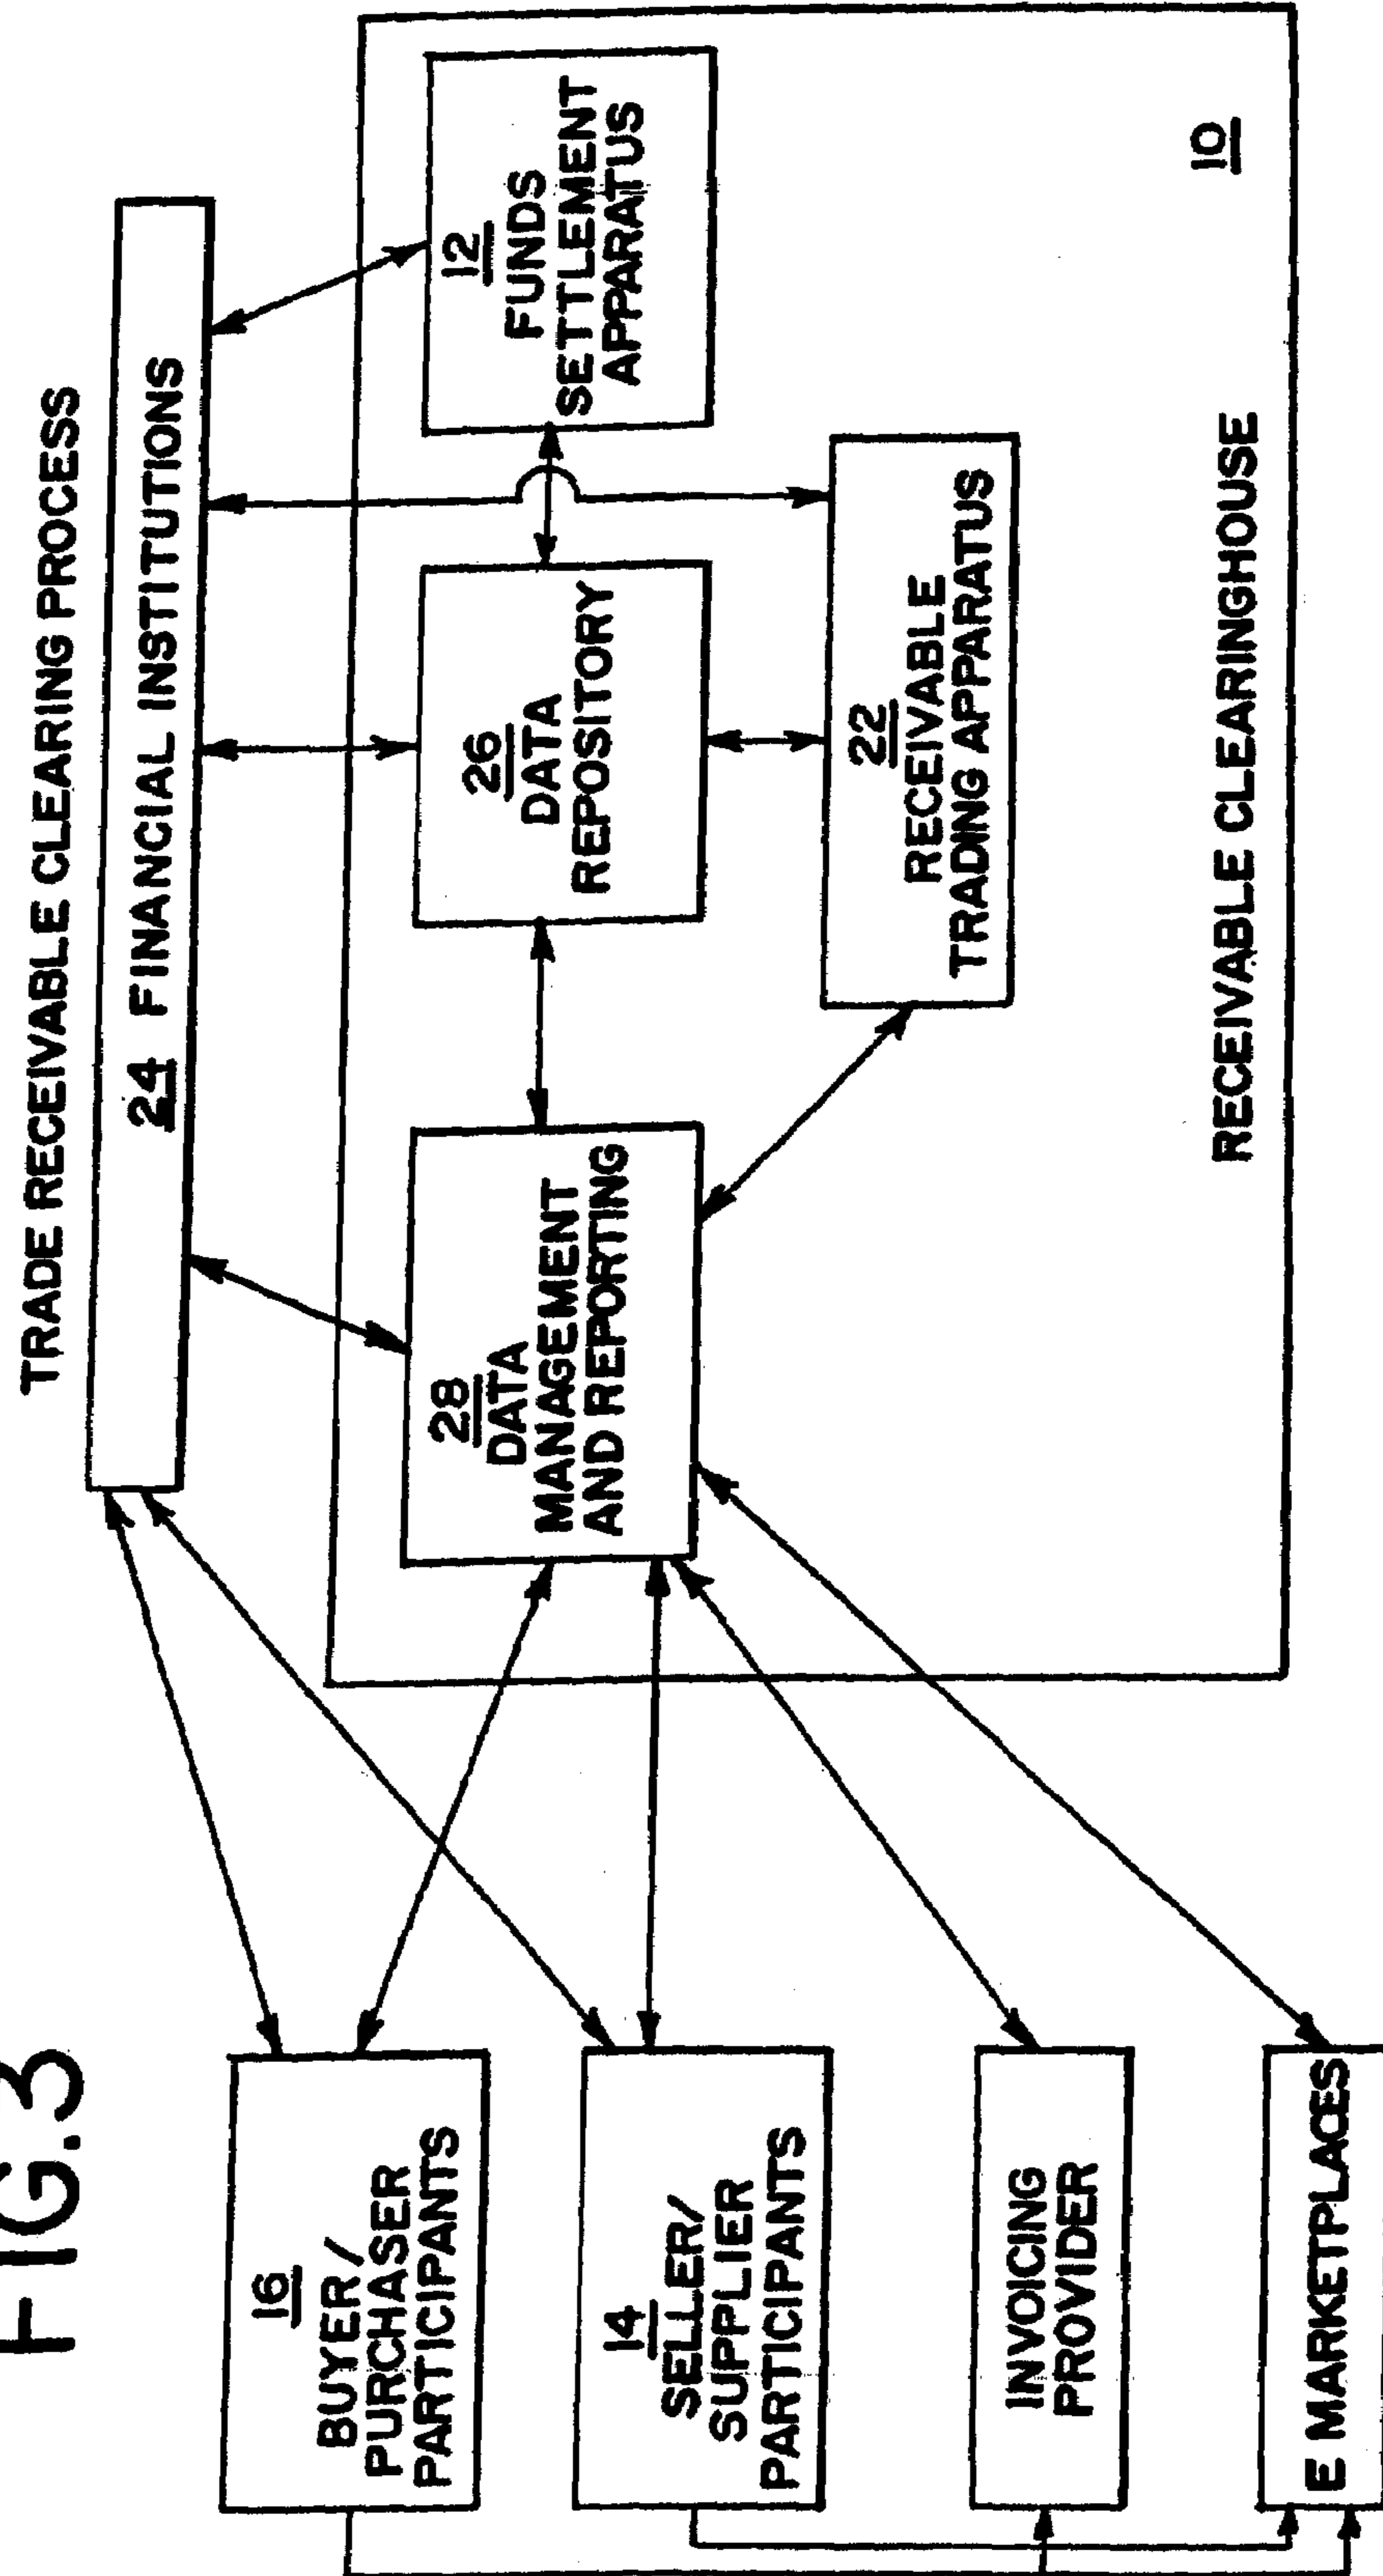 FIG.3
TRADE RECEIVABLE CLEARING PROCESS
24 FINANCIAL INSTITUTIONS
16
BUYER/
PURCHASER
PARTICIPANTS
14
SELLER/
SUPPLIER
PARTICIPANTS
INVOICING
PROVIDER
E MARKETPLACES
28
DATA
MANAGEMENT
AND REPORTING
26
DATA
REPOSITORY
12
FUNDS
SETTLEMENT
APPARATUS
22
RECEIVABLE
TRADING APPARATUS
RECEIVABLE CLEARINGHOUSE
10